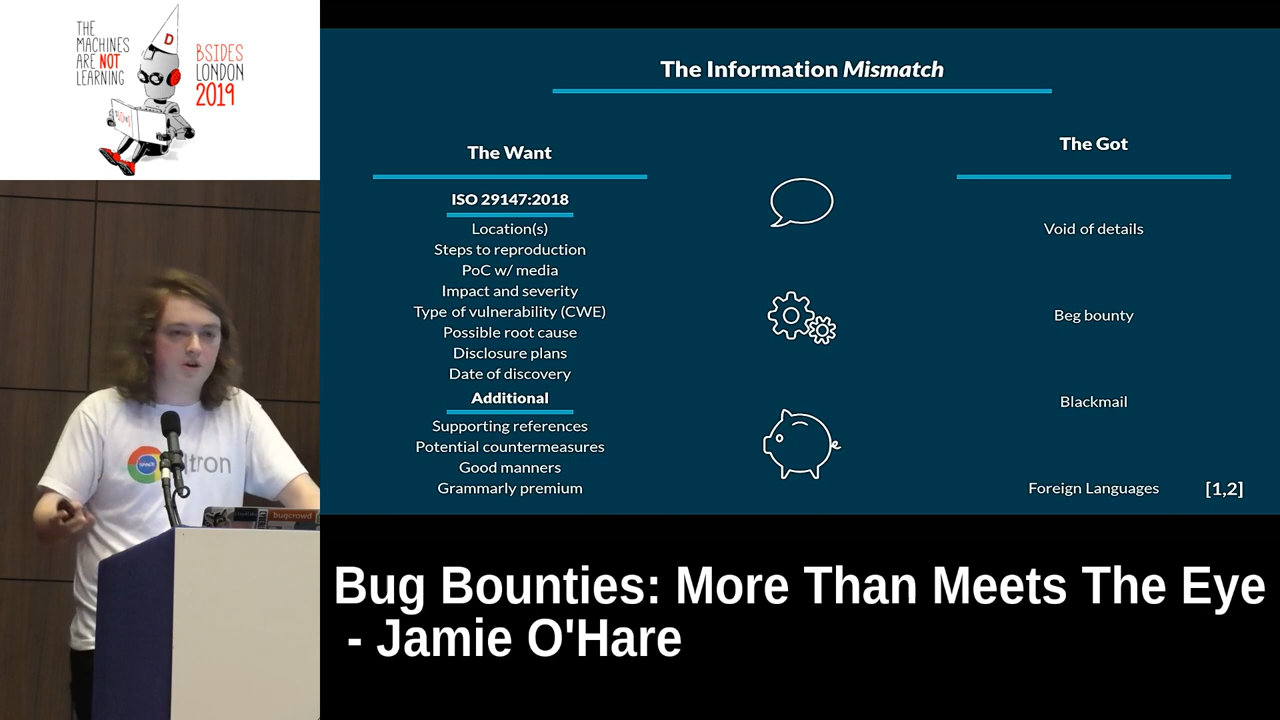 THE
MACHINES
ARE NOT
LEARNING
D
BSIDES
LONDON
2019
The Information Mismatch
The Want
ISO 29147:2018
Location(s)
Steps to reproduction
PoC w/ media
Impact and severity
Type of vulnerability (CWE)
Possible root cause
Disclosure plans
Date of discovery
Additional
Supporting references
Potential countermeasures
Good manners
Grammarly premium
The Got
Void of details
Beg bounty
Blackmail
Foreign Languages [1,2]
tron
bugcrowd
Bug Bounties: More Than Meets The Eye
- Jamie O'Hare